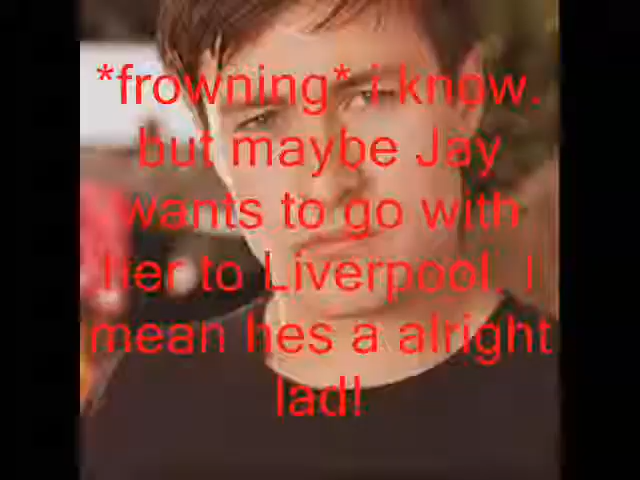 *frowning* i know.
but maybe Jay
wants to go with
her to Liverpool. I
mean hes a alright
lad!